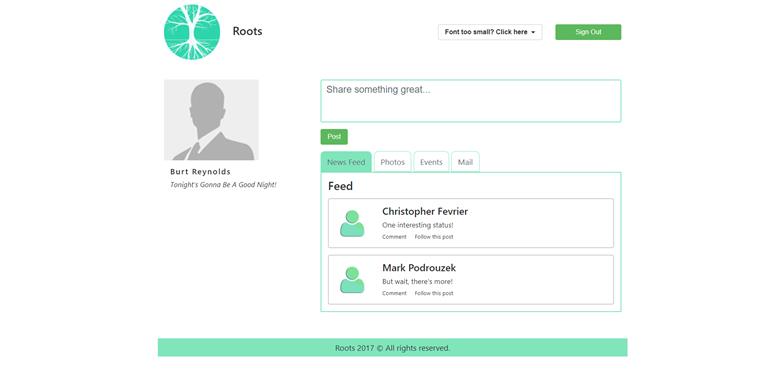 Roots
Font too small? Click here
Sign Out
Share something great...
Post
Burt Reynolds
Tonight's Gonna Be A Good Night!
News Feed Photos Events Mail
Feed
Christopher Fevrier
One interesting status!
Comment Follow this post
Mark Podrouzek
But wait, there's more!
Comment Follow this post
Roots 2017 © All rights reserved.